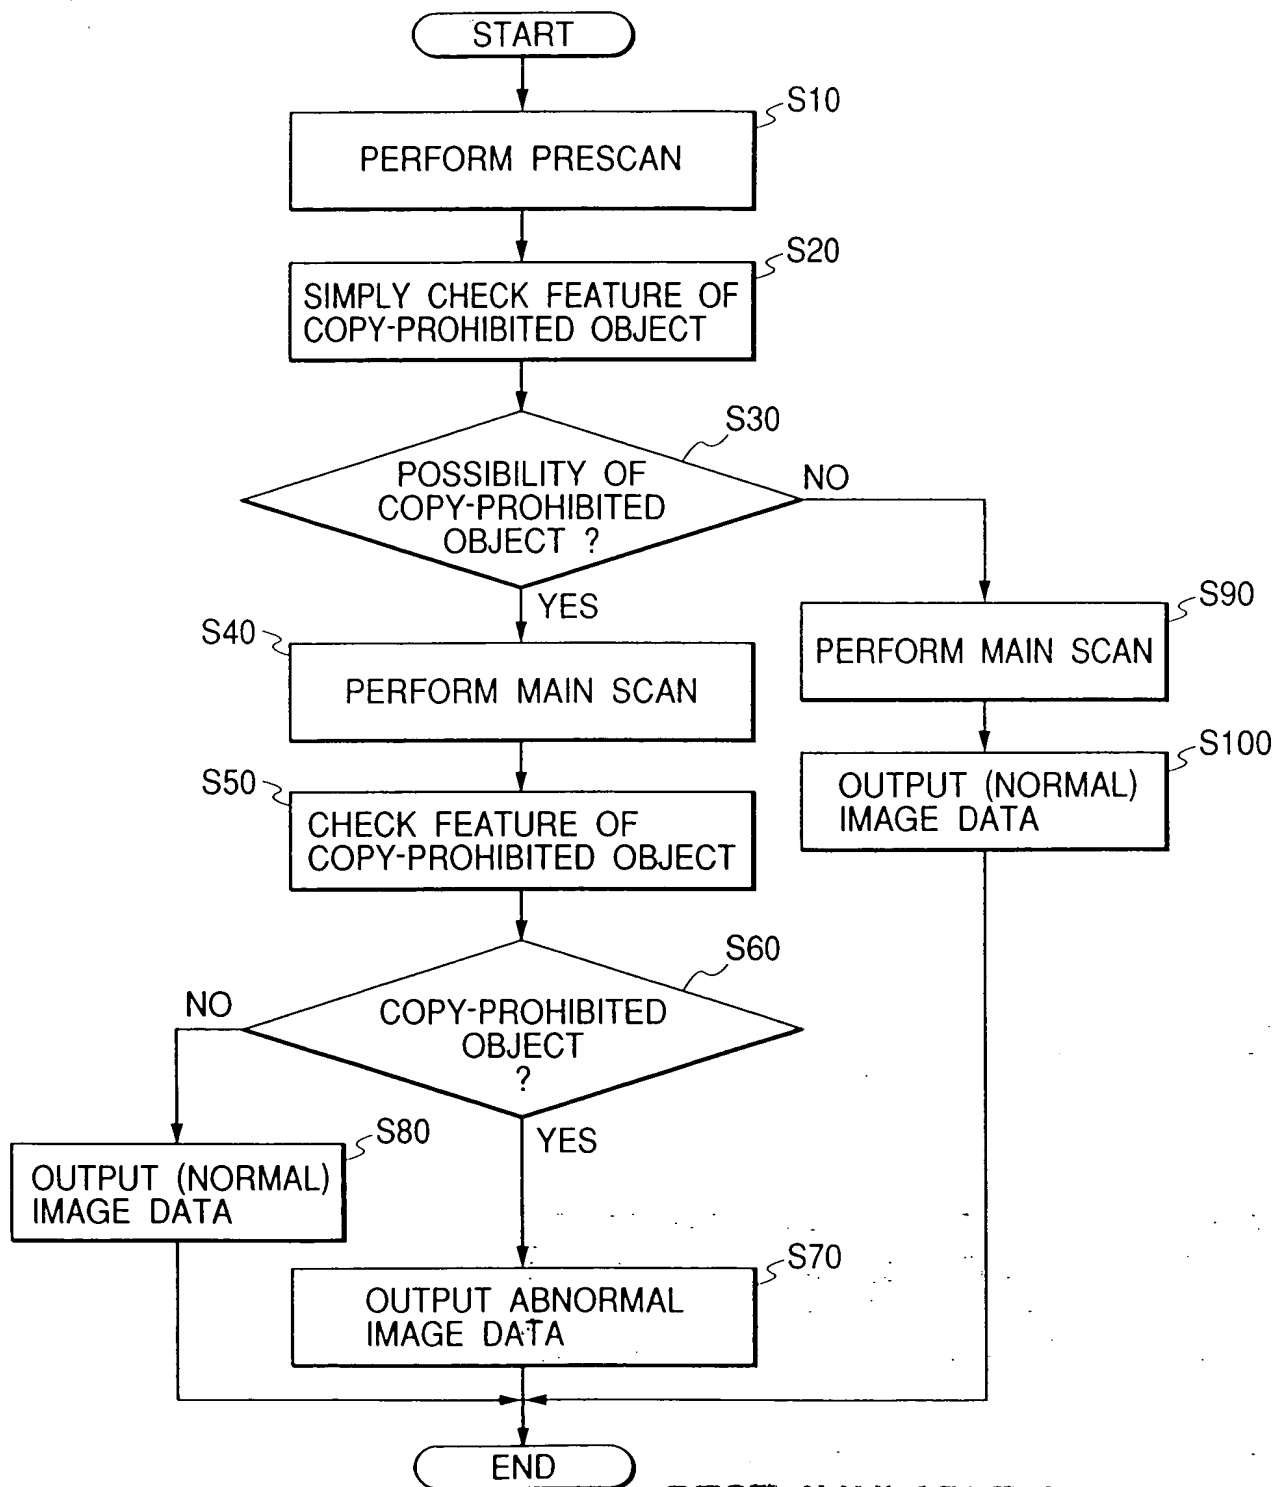 START
S10
PERFORM PRESCAN
S20
SIMPLY CHECK FEATURE OF
COPY-PROHIBITED OBJECT
S30
POSSIBILITY OF
COPY-PROHIBITED
OBJECT ?
NO
YES
S40
PERFORM MAIN SCAN
S90
PERFORM MAIN SCAN
S50
CHECK FEATURE OF
COPY-PROHIBITED OBJECT
S100
OUTPUT (NORMAL)
IMAGE DATA
S60
COPY-PROHIBITED
OBJECT
?
NO
YES
S80
OUTPUT (NORMAL)
IMAGE DATA
S70
OUTPUT ABNORMAL
IMAGE DATA
END